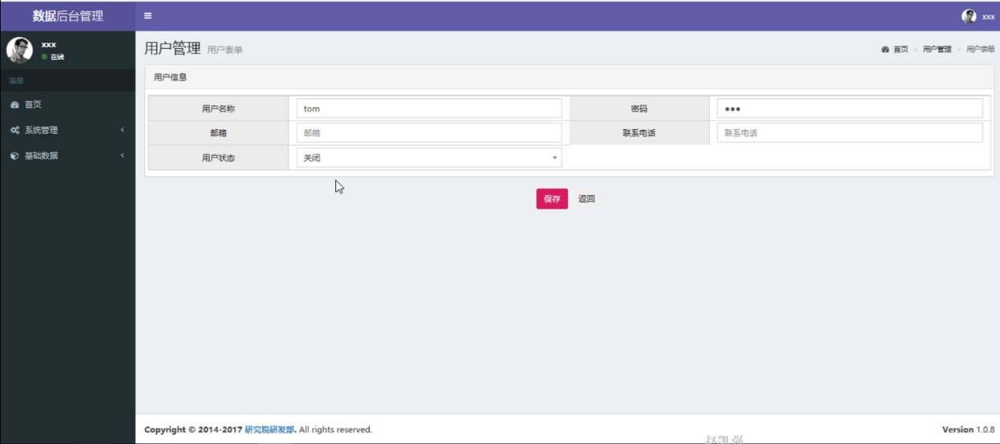 数据后台管理
xxx
xxx
在线
菜单
首页
系统管理
基础数据
用户管理 用户表单
首页 > 用户管理 > 用户表单
用户信息
用户名称 tom 密码 ●●●
邮箱 邮箱 联系电话 联系电话
用户状态 关闭
保存 返回
Copyright © 2014-2017 研究院研发部. All rights reserved.
Version 1.0.8
赵凯强